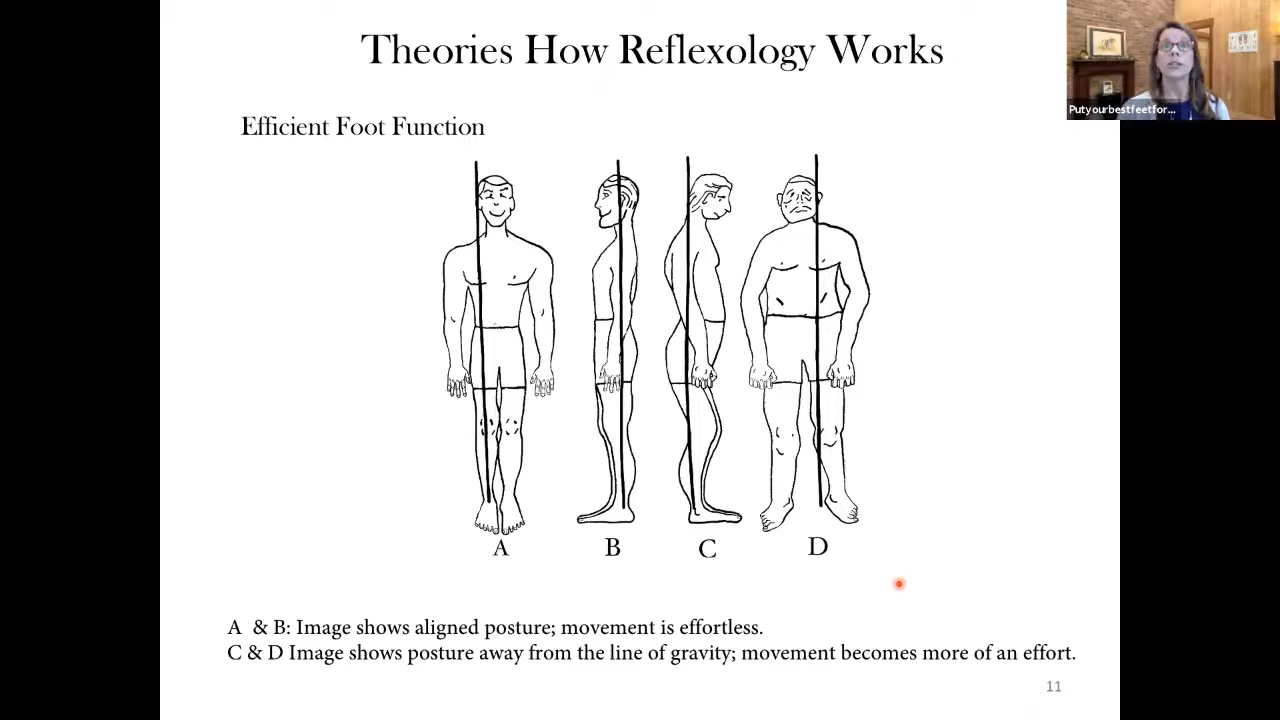 Theories How Reflexology Works
Putyourbestfeetfor...
Efficient Foot Function
A
B
C
D
A & B: Image shows aligned posture; movement is effortless.
C & D Image shows posture away from the line of gravity; movement becomes more of an effort.
11